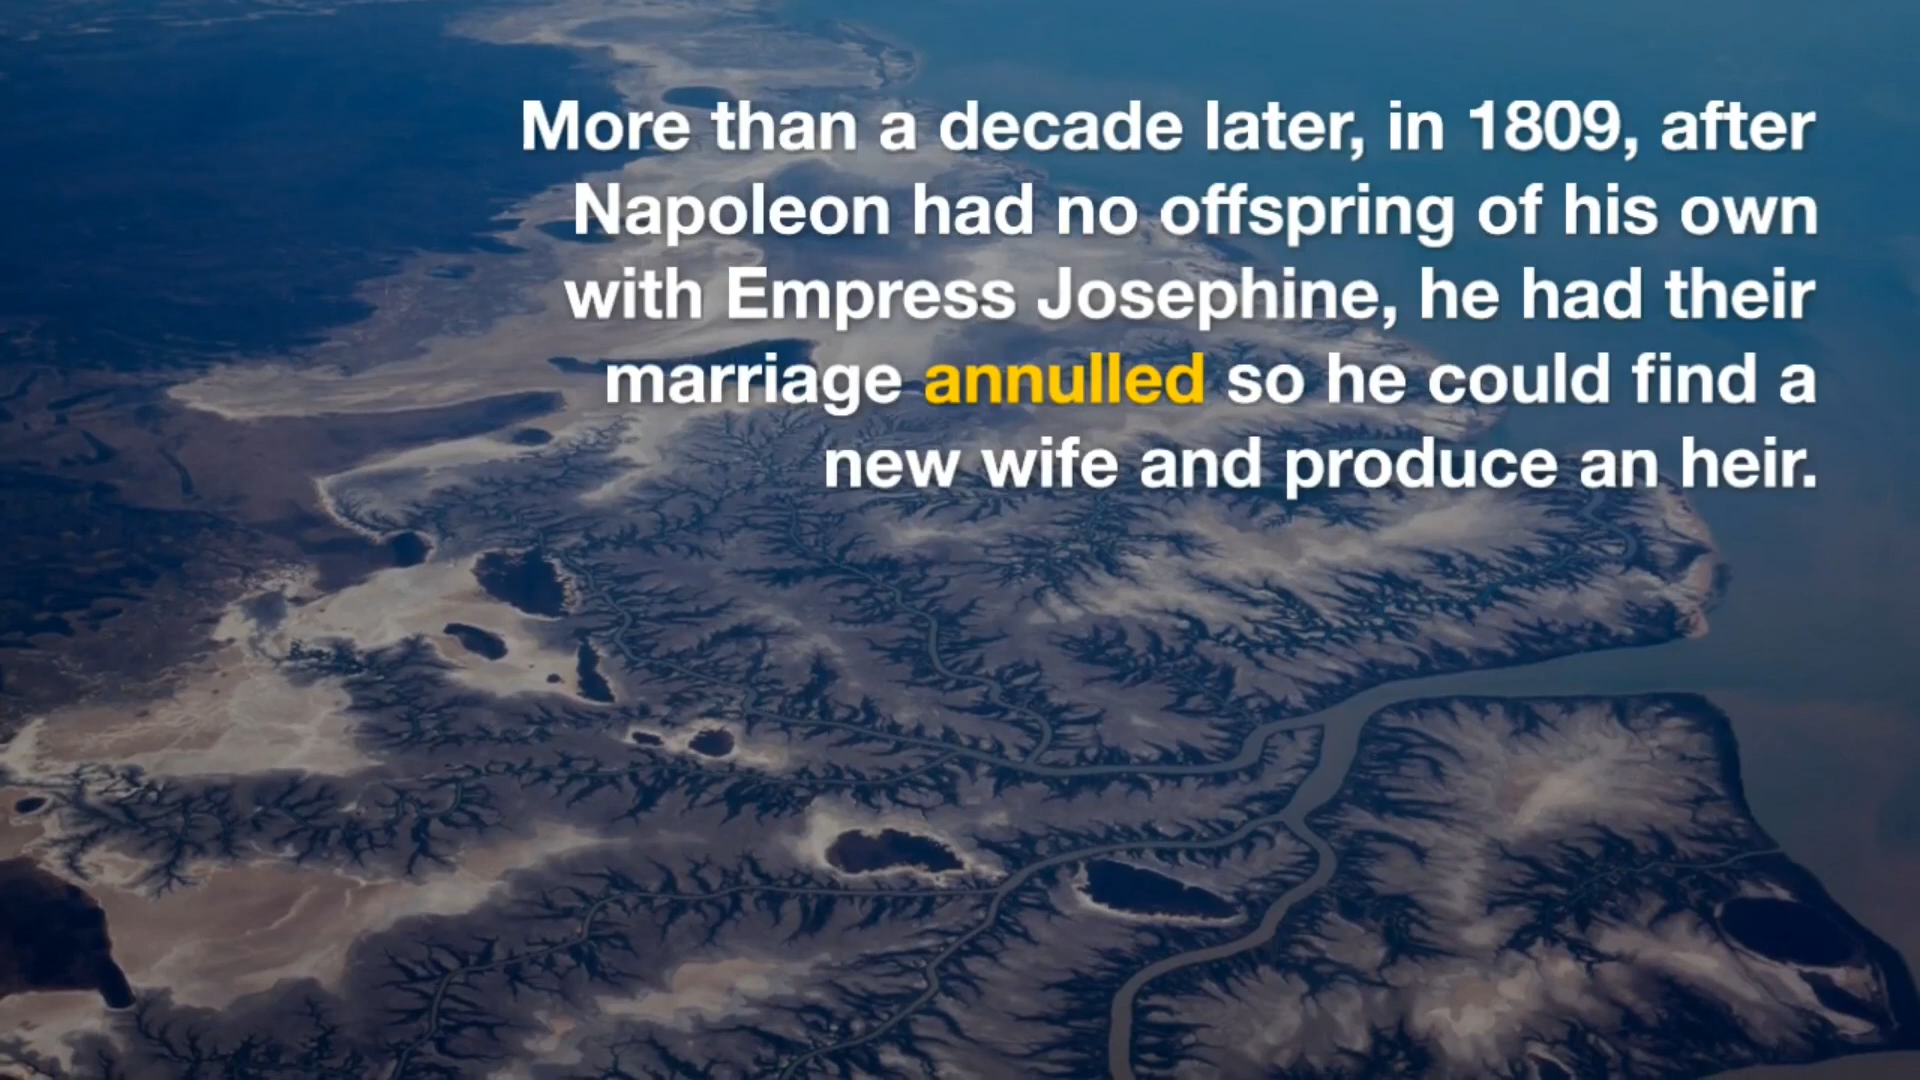 More than a decade later, in 1809, after
Napoleon had no offspring of his own
with Empress Josephine, he had their
marriage annulled so he could find a
new wife and produce an heir.